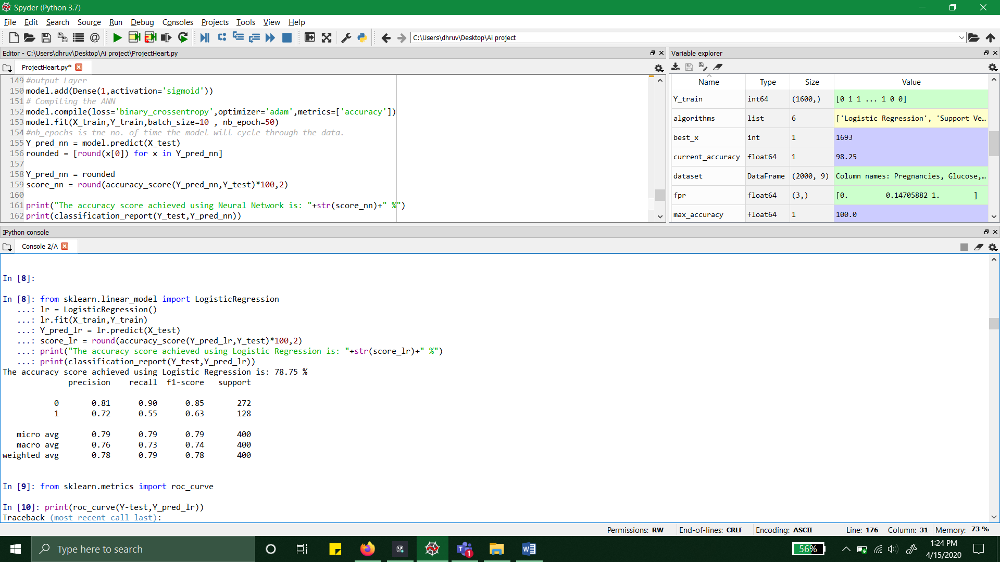 Spyder (Python 3.7)
File Edit Search Source Run Debug Consoles Projects Tools View Help
C:\Users\dhruv\Desktop\Ai project
Editor - C:\Users\dhruv\Desktop\Ai project\ProjectHeart.py
ProjectHeart.py*
149 #output Layer
150 model.add(Dense(1,activation='sigmoid'))
151 # Compiling the ANN
152 model.compile(loss='binary_crossentropy',optimizer='adam',metrics=['accuracy'])
153 model.fit(X_train,Y_train,batch_size=10 , nb_epoch=50)
154 #nb_epochs is tne no. of time the model will cycle through the data.
155 Y_pred_nn = model.predict(X_test)
156 rounded = [round(x[0]) for x in Y_pred_nn]
157
158 Y_pred_nn = rounded
159 score_nn = round(accuracy_score(Y_pred_nn,Y_test)*100,2)
160
161 print("The accuracy score achieved using Neural Network is: "+str(score_nn)+" %")
162 print(classification_report(Y_test,Y_pred_nn))
Variable explorer
Name Type Size Value
Y_train int64 (1600,) [0 1 1 ... 1 0 0]
algorithms list 6 ['Logistic Regression', 'Support Ve...
best_x int 1 1693
current_accuracy float64 1 98.25
dataset DataFrame (2000, 9) Column names: Pregnancies, Glucose,...
fpr float64 (3,) [0. 0.14705882 1. ]
max_accuracy float64 1 100.0
IPython console
Console 2/A
In [8]:
In [8]: from sklearn.linear_model import LogisticRegression
...: lr = LogisticRegression()
...: lr.fit(X_train,Y_train)
...: Y_pred_lr = lr.predict(X_test)
...: score_lr = round(accuracy_score(Y_pred_lr,Y_test)*100,2)
...: print("The accuracy score achieved using Logistic Regression is: "+str(score_lr)+" %")
...: print(classification_report(Y_test,Y_pred_lr))
The accuracy score achieved using Logistic Regression is: 78.75 %
precision recall f1-score support
0 0.81 0.90 0.85 272
1 0.72 0.55 0.63 128
micro avg 0.79 0.79 0.79 400
macro avg 0.76 0.73 0.74 400
weighted avg 0.78 0.79 0.78 400
In [9]: from sklearn.metrics import roc_curve
In [10]: print(roc_curve(Y-test,Y_pred_lr))
Traceback (most recent call last):
Permissions: RW End-of-lines: CRLF Encoding: ASCII Line: 176 Column: 31 Memory: 73 %
Type here to search
1
56%
1:24 PM
4/15/2020